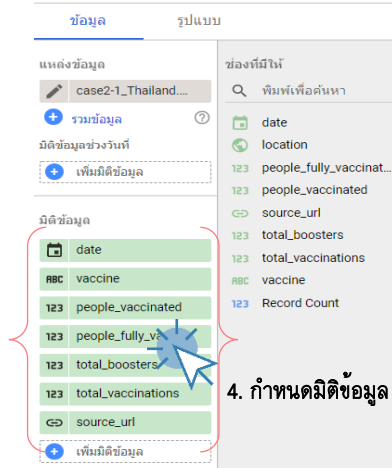 ข้อมูล
รูปแบบ
แหล่งข้อมูล
case2-1_Thailand....
รวมข้อมูล
มิติข้อมูลช่วงวันที่
เพิ่มมิติข้อมูล
มิติข้อมูล
date
ABC vaccine
123 people_vaccinated
123 people_fully_va
123 total_boosters
123 total_vaccinations
source_url
เพิ่มมิติข้อมูล
ช่องที่มีให้
พิมพ์เพื่อค้นหา
date
location
123 people_fully_vaccinat...
123 people_vaccinated
source_url
123 total_boosters
123 total_vaccinations
ABC vaccine
123 Record Count
4. กำหนดมิติข้อมูล